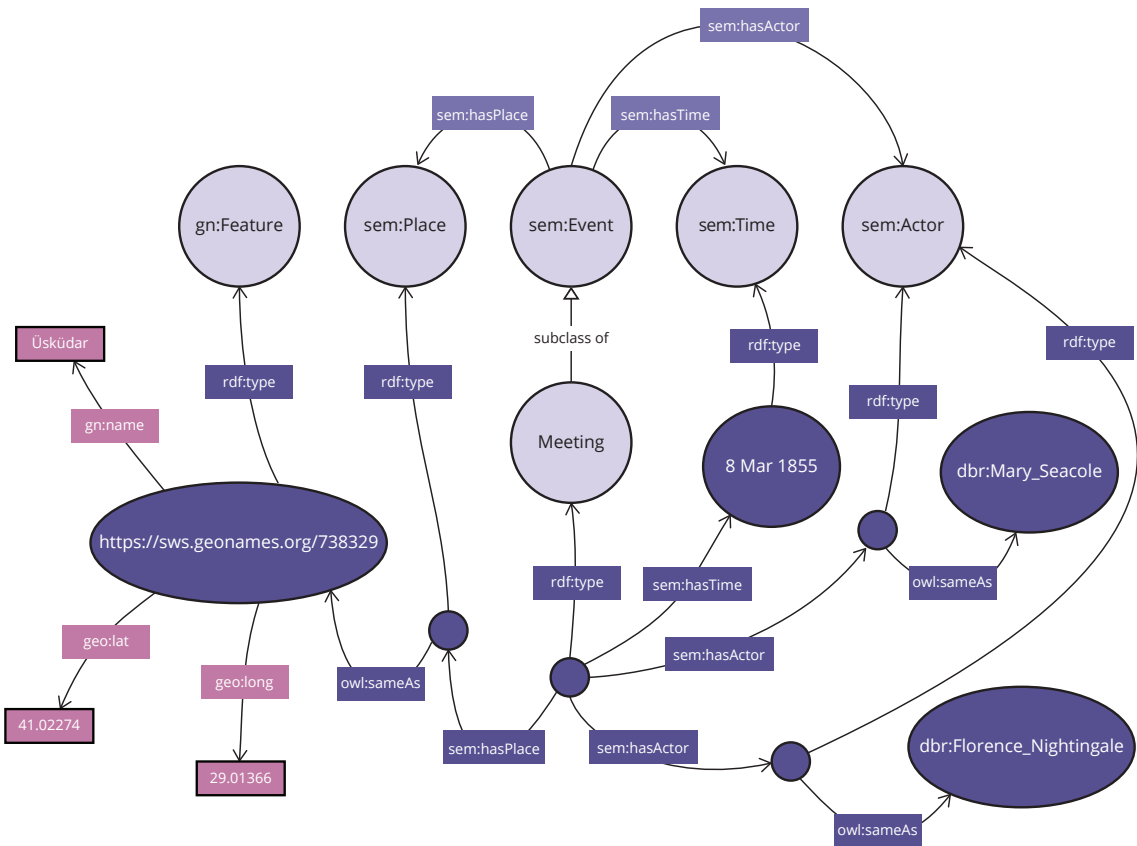 sem:hasActor
sem:hasPlace
sem:hasTime
gn:Feature
sem:Place
sem:Event
sem:Time
sem:Actor
Üsküdar
subclass of
rdf:type
rdf:type
rdf:type
rdf:type
rdf:type
gn:name
Meeting
8 Mar 1855
dbr:Mary_Seacole
https://sws.geonames.org/738329
rdf:type
sem:hasTime
owl:sameAs
geo:lat
sem:hasActor
geo:long
owl:sameAs
41.02274
sem:hasPlace
sem:hasActor
dbr:Florence_Nightingale
29.01366
owl:sameAs